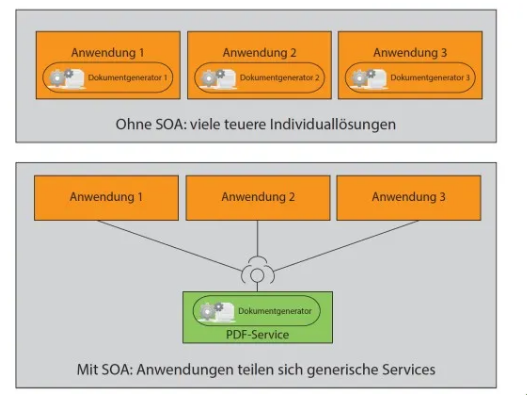 Anwendung 1
Dokumentgenerator 1
Anwendung 2
Dokumentgenerator 2
Anwendung 3
Dokumentgenerator 3
Ohne SOA: viele teuere Individuallösungen
Anwendung 1
Anwendung 2
Anwendung 3
Dokumentgenerator
PDF-Service
Mit SOA: Anwendungen teilen sich generische Services